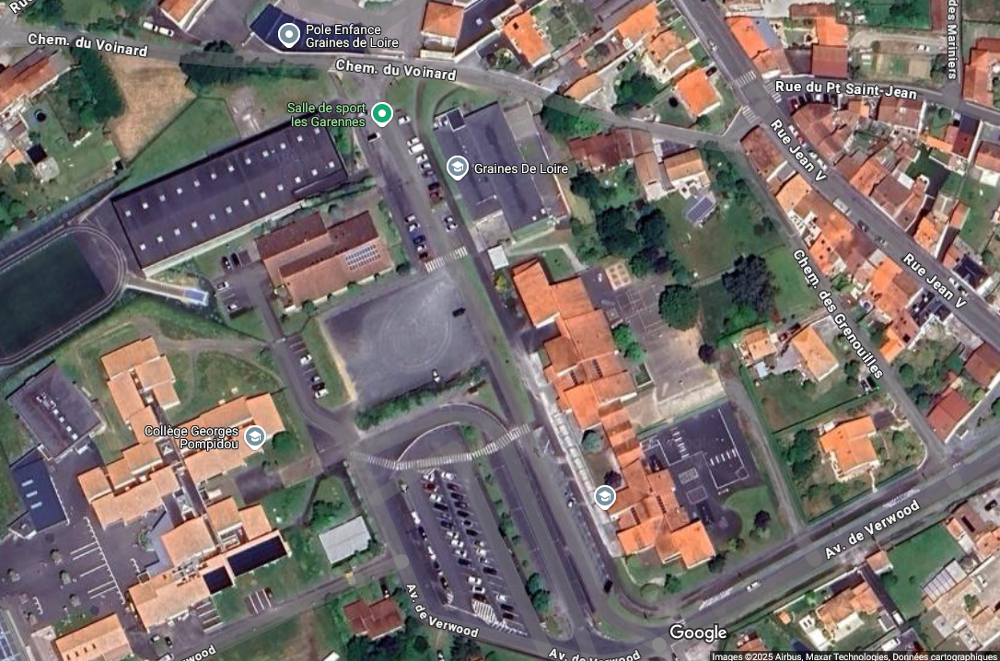 Chem. du Voinard
Pole Enfance
Graines de Loire
Chem. du Voinard
Salle de sport
les Garennes
Graines De Loire
Rue du Pt Saint-Jean
des Mariniers
Rue Jean V
Rue Jean V
Chem. des Grenouilles
Collège Georges
Pompidou
Av. de Verwood
Av. de Verwood
Av. de Verwood
Google
Images ©2025 Airbus, Maxar Technologies, Données cartographiques